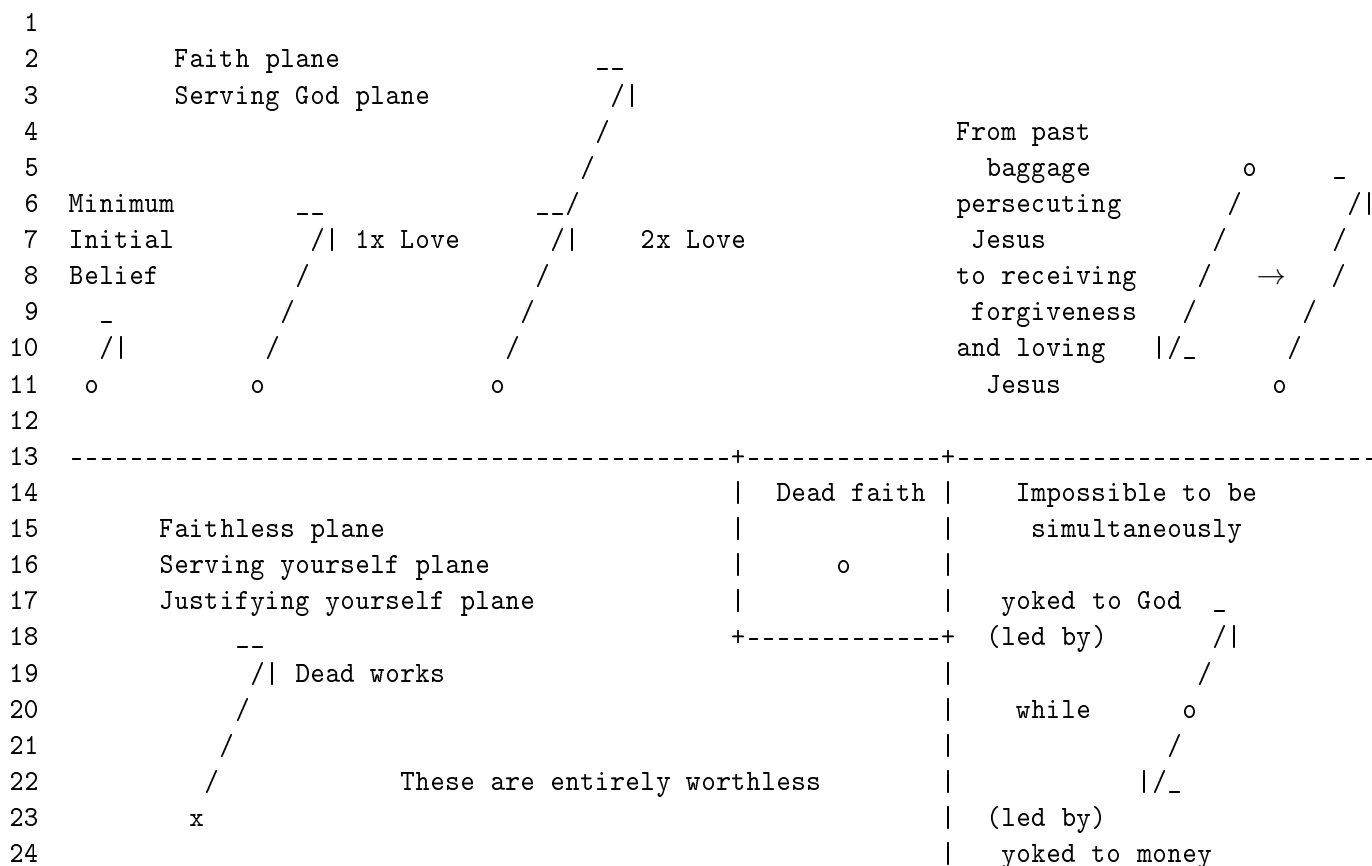 1
2         Faith plane                 __
3         Serving God plane            /|
4                                     /                       From past
5                                    /                          baggage          o     _
6  Minimum        __              __/                         persecuting       /       /|
7  Initial         /| 1x Love      /|    2x Love               Jesus           /       /
8  Belief         /               /                           to receiving    /   →   /
9    _           /               /                             forgiveness   /       /
10   /|         /               /                             and loving   |/_      /
11  o          o               o                                Jesus              o
12
13 --------------------------------------------+-------------+----------------------------
14                                             |  Dead faith |    Impossible to be
15       Faithless plane                       |             |     simultaneously
16       Serving yourself plane                |      o      |
17       Justifying yourself plane             |             |   yoked to God  _
18            __                               +-------------+  (led by)       /|
19             /| Dead works                                 |                /
20            /                                              |    while      o
21           /                                               |              /
22          /            These are entirely worthless        |            |/_
23         x                                                 |  (led by)
24                                                           |   yoked to money